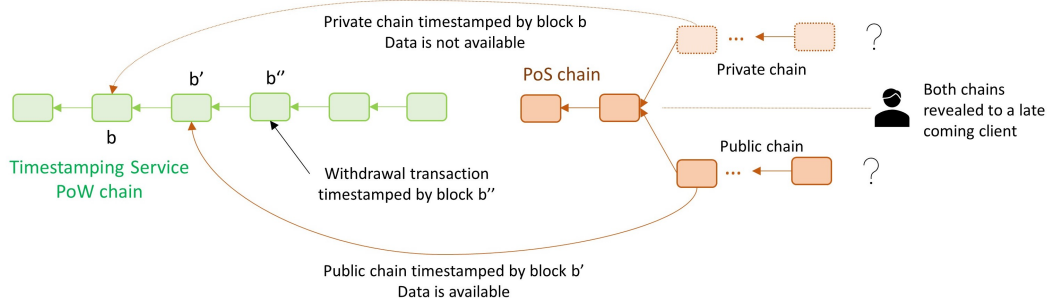 Private chain timestamped by block b
Data is not available
b'
b''
PoS chain
...
Private chain
?
b
Both chains
revealed to a late
coming client
Timestamping Service
PoW chain
Withdrawal transaction
timestamped by block b''
Public chain
...
?
Public chain timestamped by block b'
Data is available